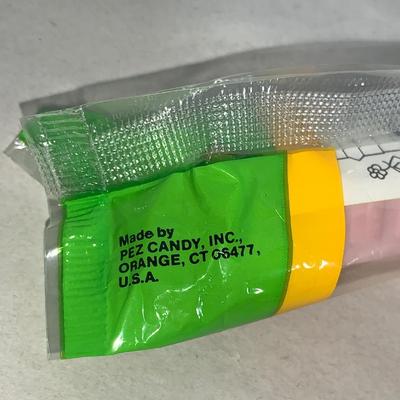 Made by
PEZ CANDY, INC.,
ORANGE, CT 06477,
U.S.A.